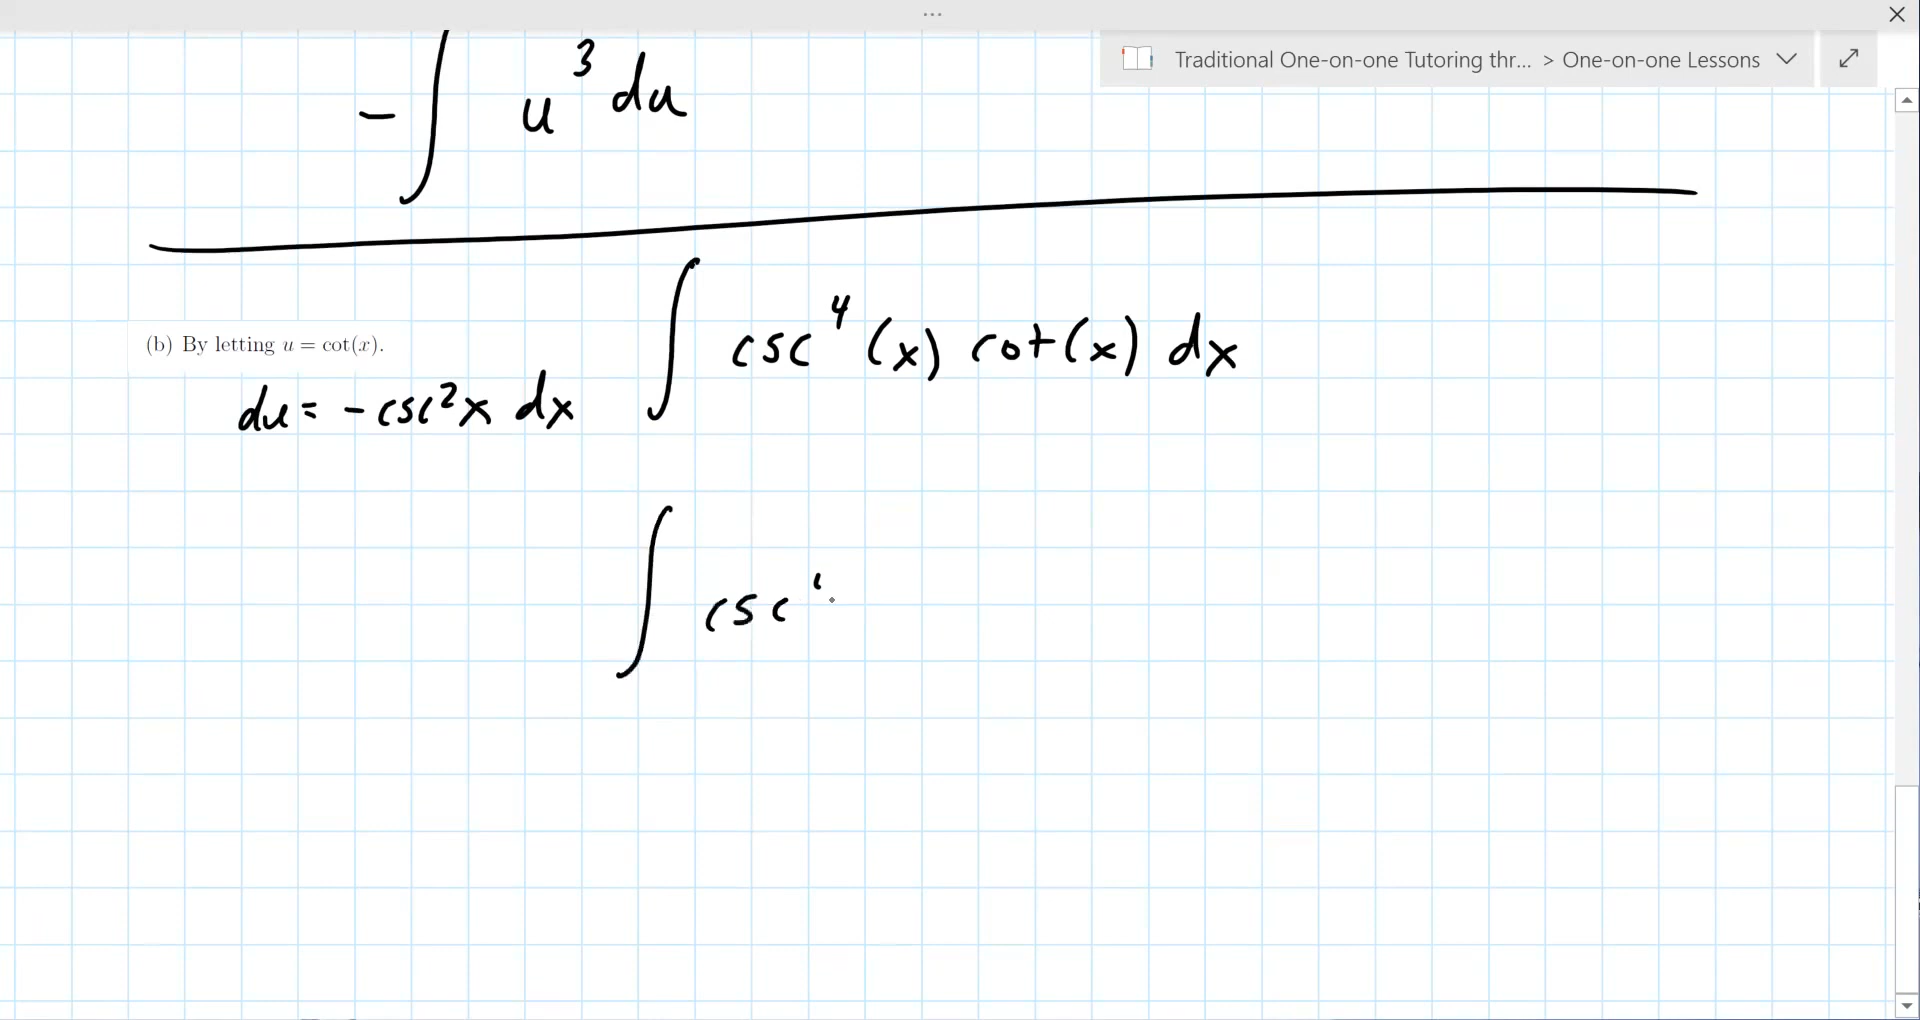 ...
Traditional One-on-one Tutoring thr... > One-on-one Lessons
- ∫ u³ du
∫ csc⁴ (x) cot(x) dx
(b) By letting u = cot(x).
du = - csc²x dx
∫ csc